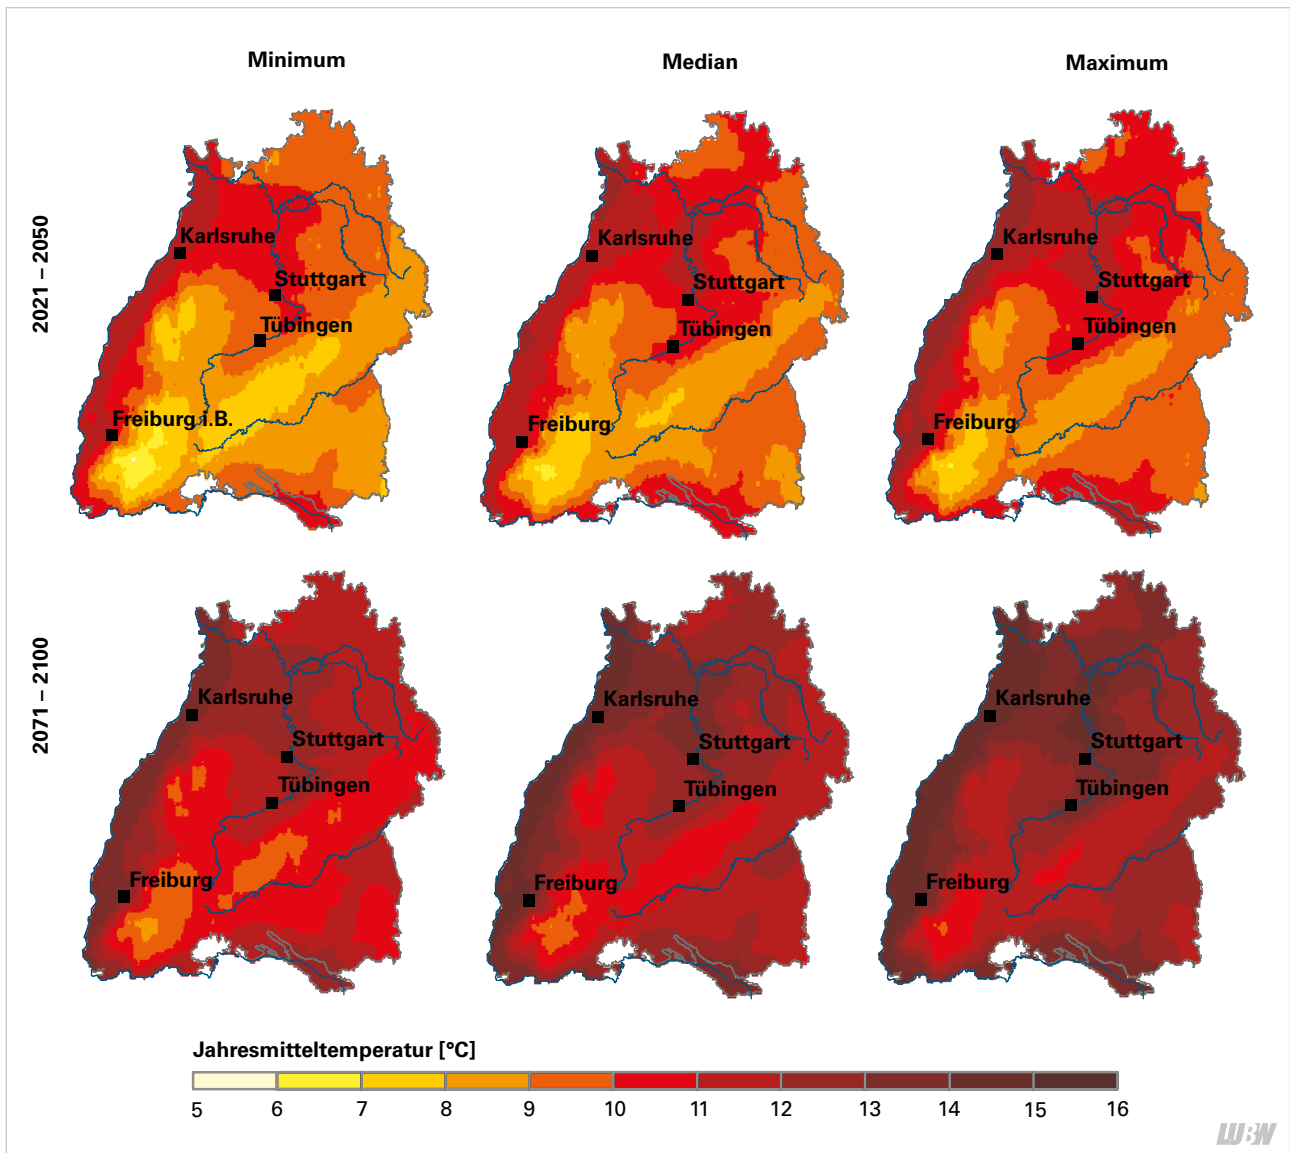 Minimum
Median
Maximum
2021 – 2050
Karlsruhe
Stuttgart
Tübingen
Freiburg i.B.
Karlsruhe
Stuttgart
Tübingen
Freiburg
Karlsruhe
Stuttgart
Tübingen
Freiburg
2071 – 2100
Karlsruhe
Stuttgart
Tübingen
Freiburg
Karlsruhe
Stuttgart
Tübingen
Freiburg
Karlsruhe
Stuttgart
Tübingen
Freiburg
Jahresmitteltemperatur [°C]
5 6 7 8 9 10 11 12 13 14 15 16
LUBW